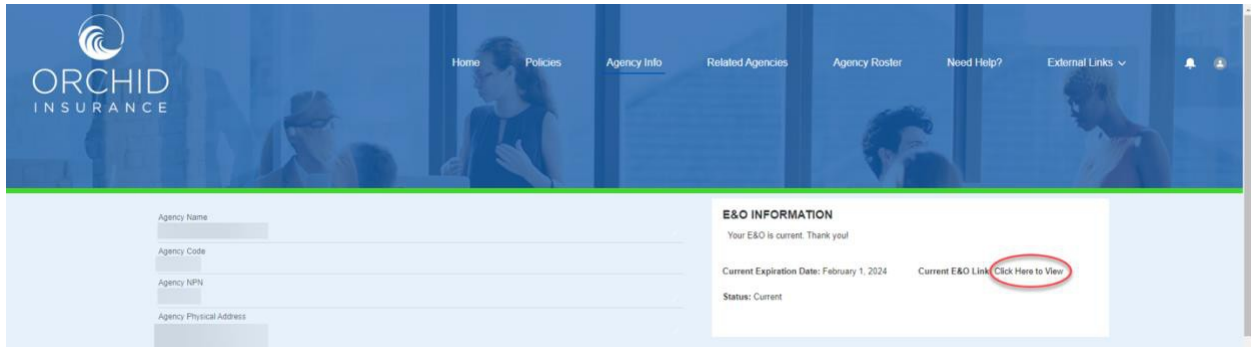 ORCHID
INSURANCE
Home Policies Agency Info Related Agencies Agency Roster Need Help? External Links
Agency Name
Agency Code
Agency NPN
Agency Physical Address
E&O INFORMATION
Your E&O is current. Thank you!
Current Expiration Date: February 1, 2024 Current E&O Link: Click Here to View
Status: Current